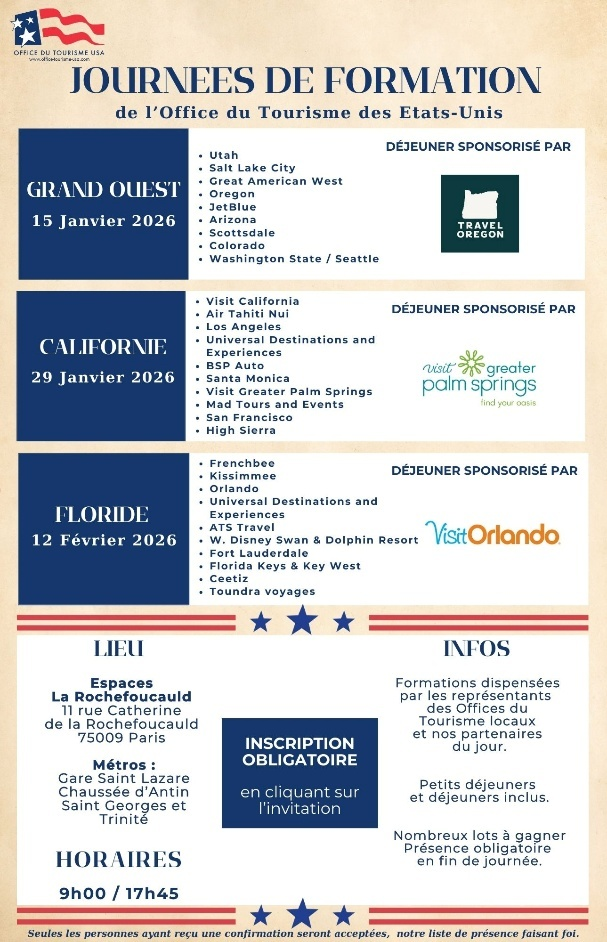 OFFICE DU TOURISME USA
www.office-tourisme-usa.com
JOURNEES DE FORMATION
de l'Office du Tourisme des Etats-Unis
GRAND OUEST
15 Janvier 2026
• Utah
• Salt Lake City
• Great American West
• Oregon
• JetBlue
• Arizona
• Scottsdale
• Colorado
• Washington State / Seattle
DÉJEUNER SPONSORISÉ PAR
TRAVEL
OREGON
CALIFORNIE
29 Janvier 2026
• Visit California
• Air Tahiti Nui
• Los Angeles
• Universal Destinations and
Experiences
• BSP Auto
• Santa Monica
• Visit Greater Palm Springs
• Mad Tours and Events
• San Francisco
• High Sierra
DÉJEUNER SPONSORISÉ PAR
visit greater
palm springs
find your oasis
FLORIDE
12 Février 2026
• Frenchbee
• Kissimmee
• Orlando
• Universal Destinations and
Experiences
• ATS Travel
• W. Disney Swan & Dolphin Resort
• Fort Lauderdale
• Florida Keys & Key West
• Ceetiz
• Toundra voyages
DÉJEUNER SPONSORISÉ PAR
VisitOrlando
LIEU
Espaces
La Rochefoucauld
11 rue Catherine
de la Rochefoucauld
75009 Paris
Métros :
Gare Saint Lazare
Chaussée d'Antin
Saint Georges et
Trinité
HORAIRES
9h00 / 17h45
INSCRIPTION
OBLIGATOIRE
en cliquant sur
l'invitation
INFOS
Formations dispensées
par les représentants
des Offices du
Tourisme locaux
et nos partenaires
du jour.
Petits déjeuners
et déjeuners inclus.
Nombreux lots à gagner
Présence obligatoire
en fin de journée.
Seules les personnes ayant reçu une confirmation seront acceptées, notre liste de présence faisant foi.